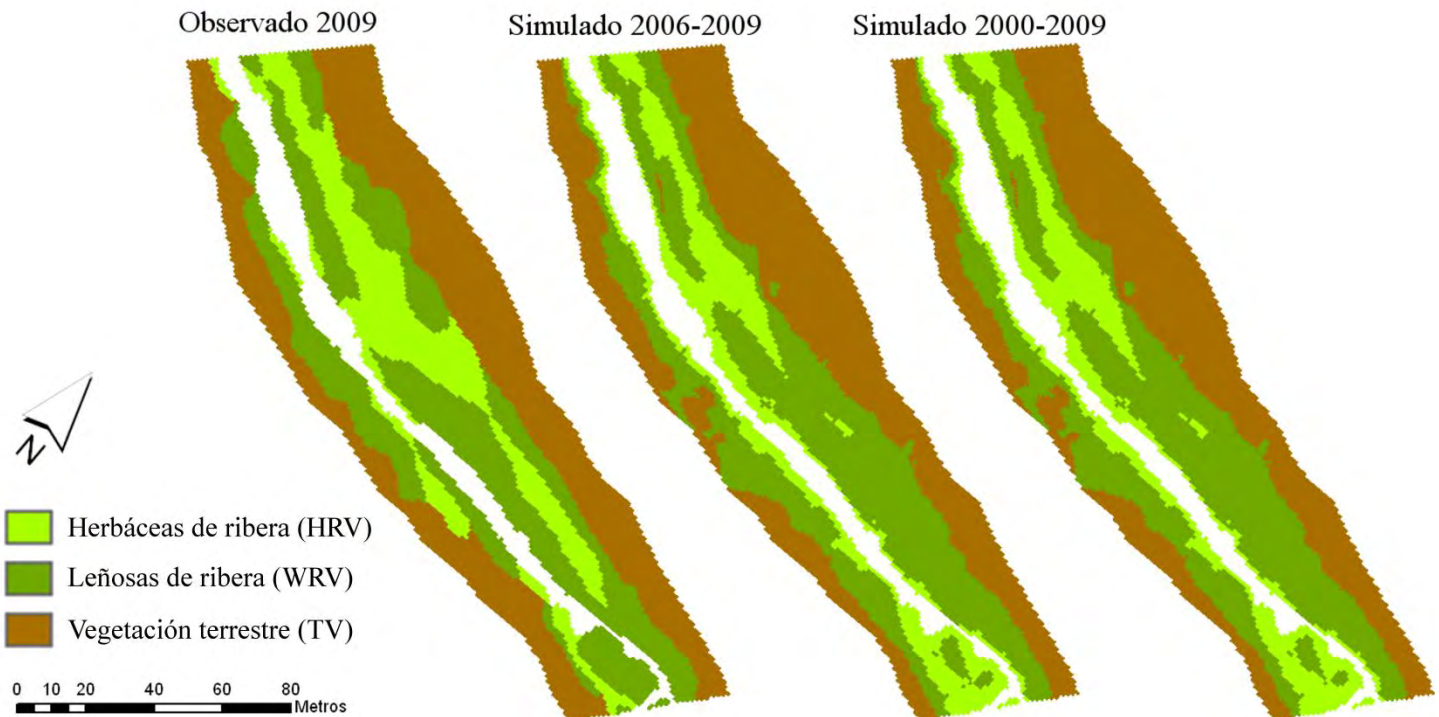 Observado 2009
Simulado 2006-2009
Simulado 2000-2009
N
Herbáceas de ribera (HRV)
Leñosas de ribera (WRV)
Vegetación terrestre (TV)
0 10 20 40 60 80
Metros